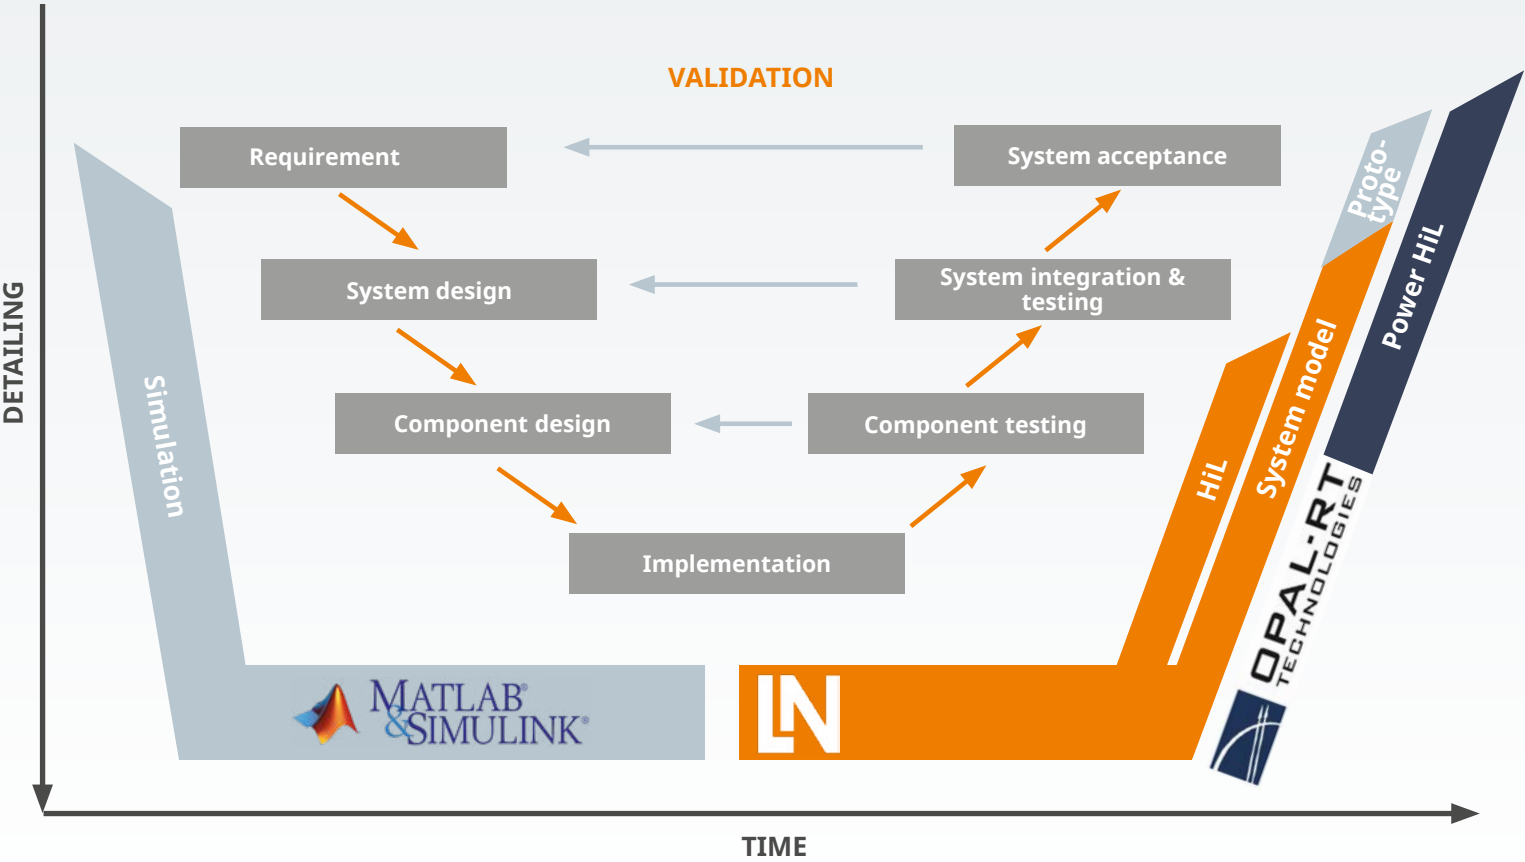 VALIDATION
Requirement
System acceptance
System design
System integration &
testing
Component design
Component testing
Implementation
DETAILING
Simulation
MATLAB®
&SIMULINK®
LN
HiL
System model
Proto-
type
Power HiL
OPAL-RT
TECHNOLOGIES
TIME